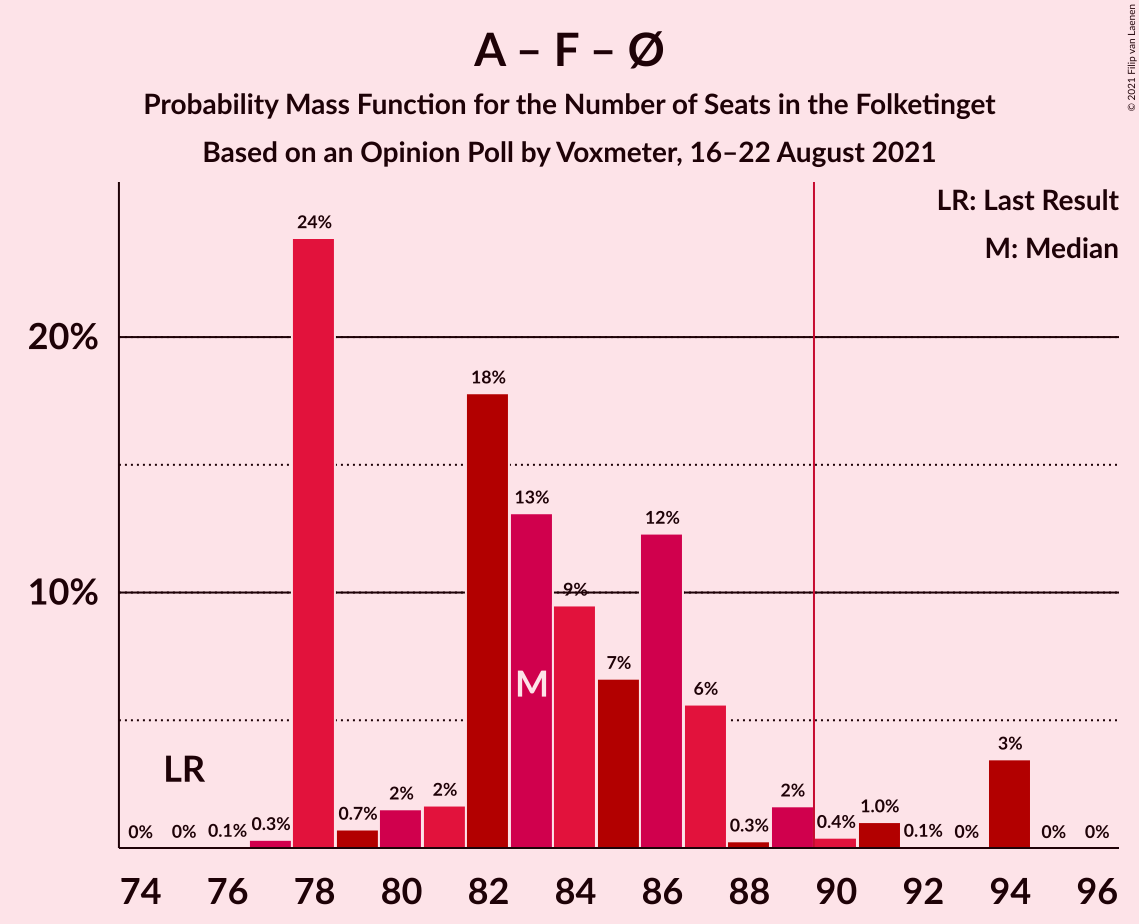 A – F – Ø
Probability Mass Function for the Number of Seats in the Folketinget
Based on an Opinion Poll by Voxmeter, 16–22 August 2021
© 2021 Filip van Laenen
LR: Last Result
M: Median
20%
10%
24%
18%
13%
12%
9%
7%
6%
3%
M
LR
0% 0% 0.1% 0.3% 0.7% 2% 2% 0.3% 2% 0.4% 1.0% 0.1% 0% 0% 0%
74 76 78 80 82 84 86 88 90 92 94 96